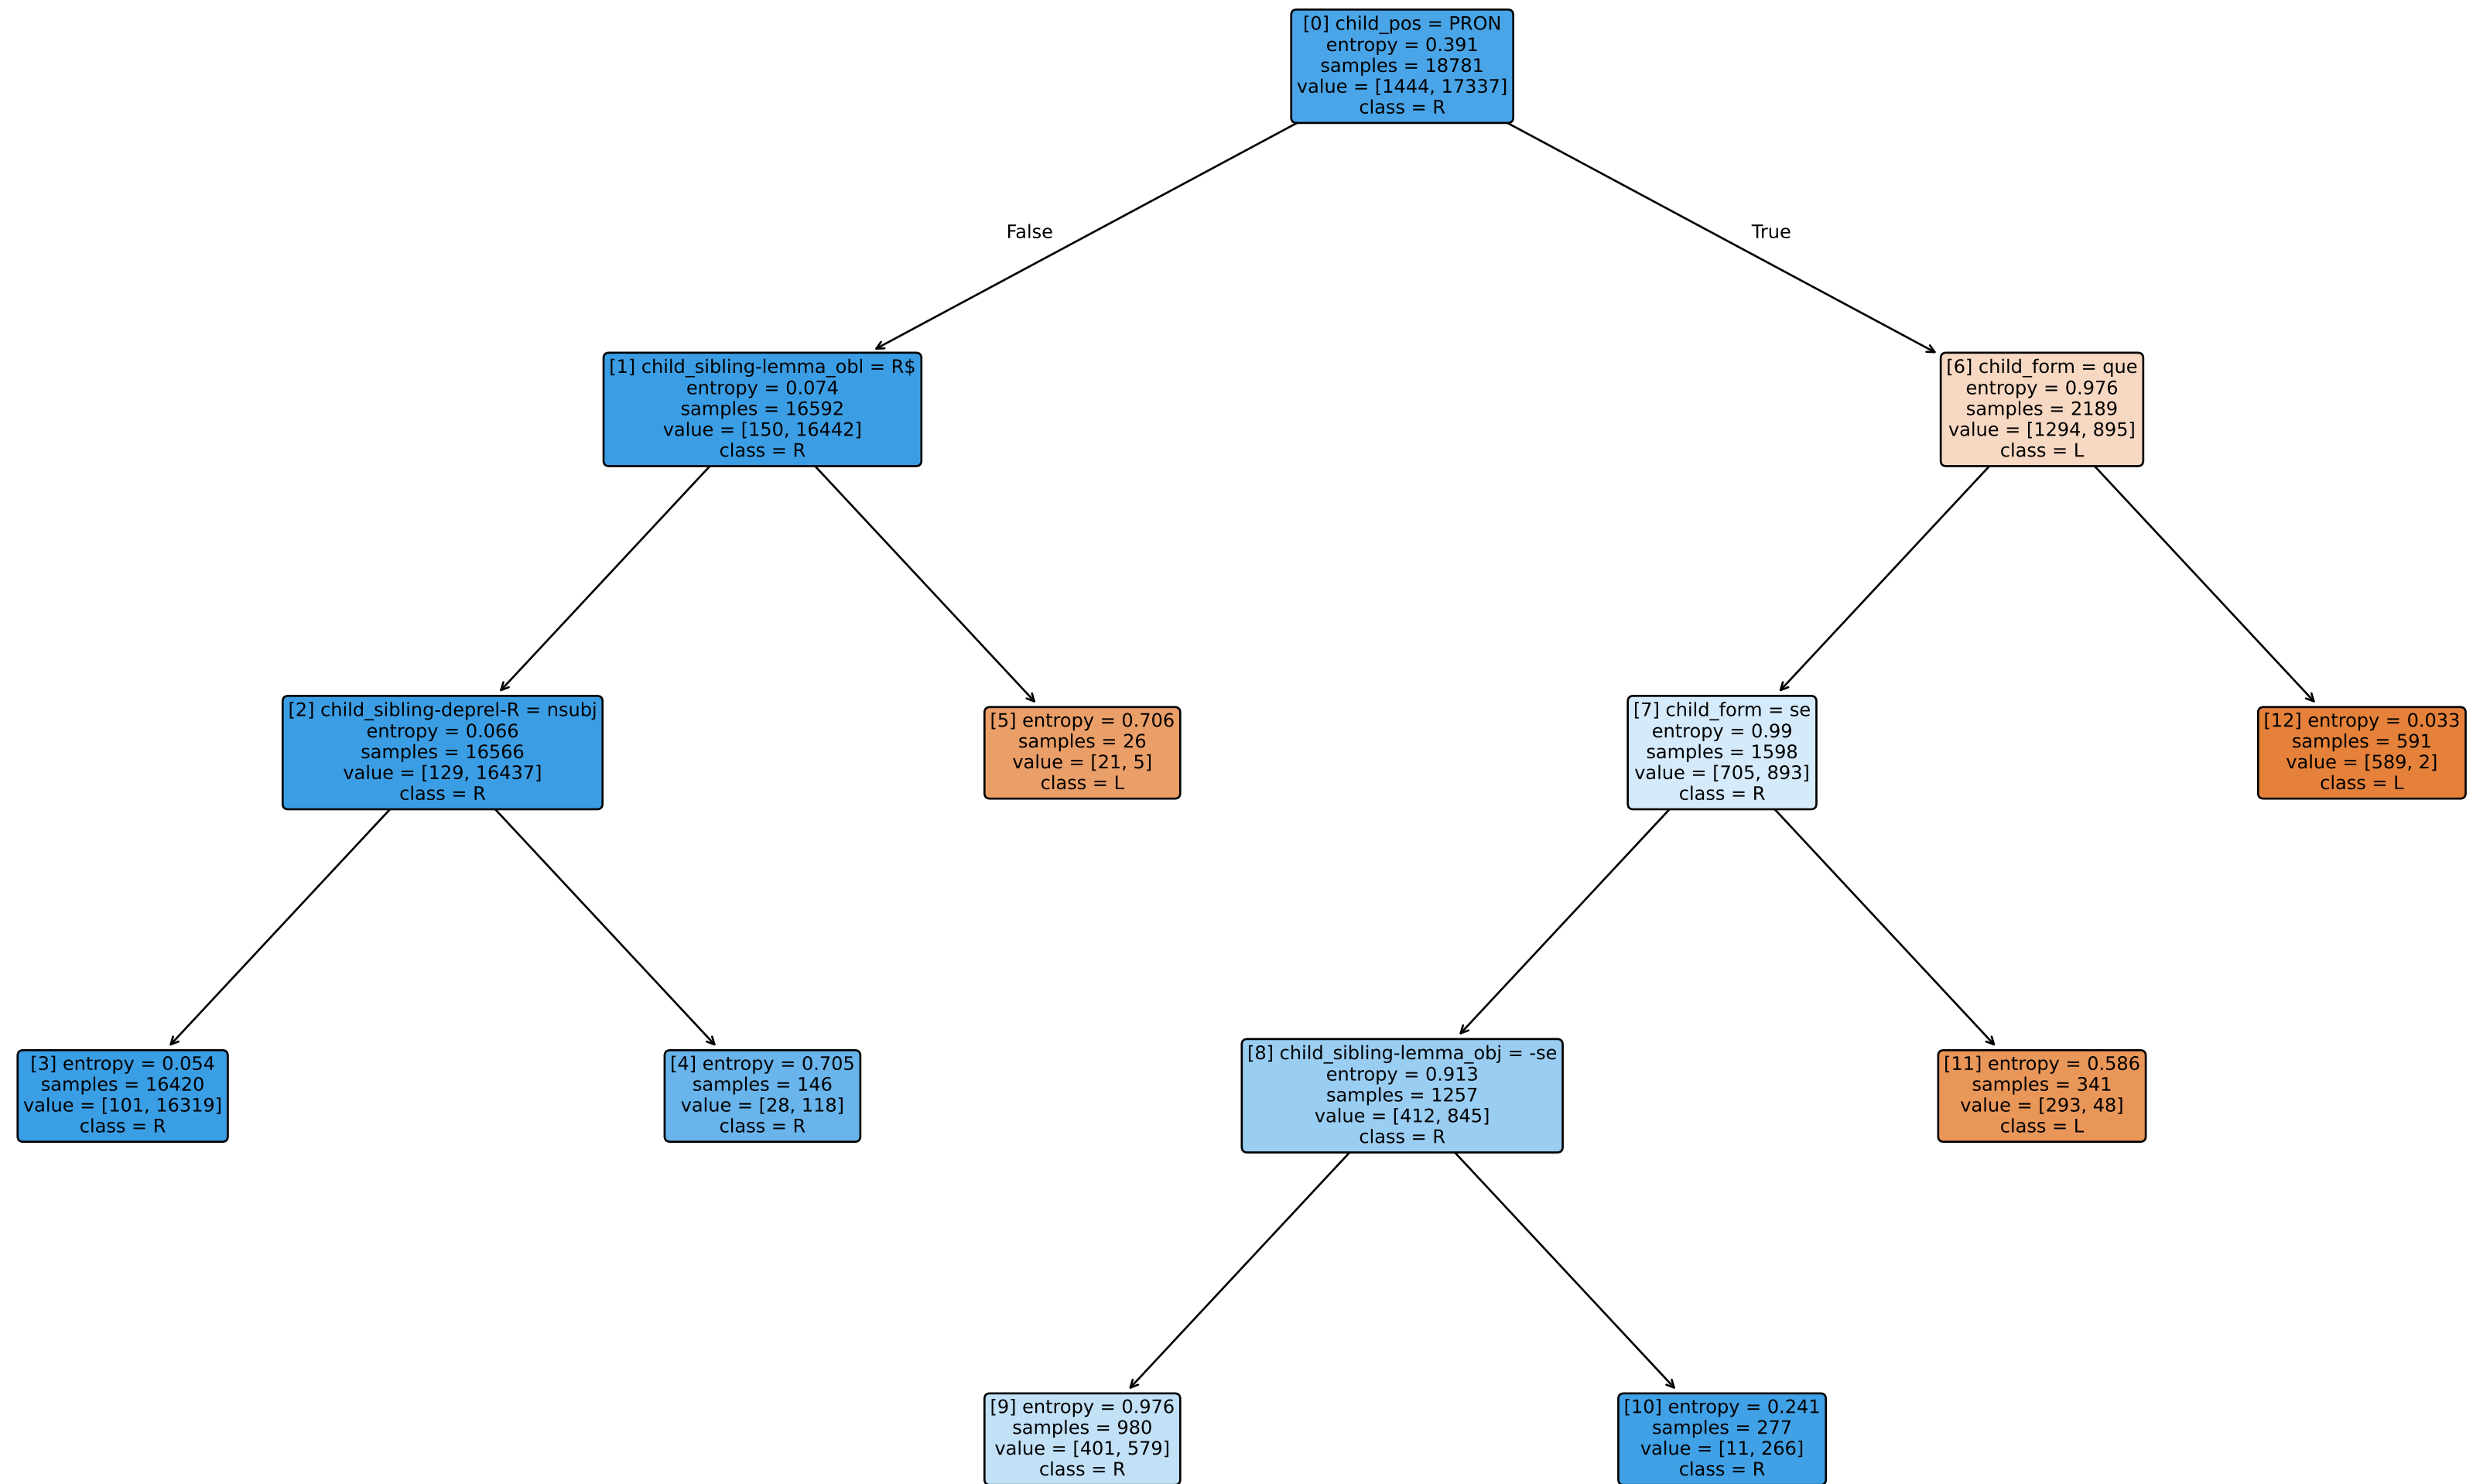 [0] child_pos = PRON
entropy = 0.391
samples = 18781
value = [1444, 17337]
class = R
False
True
[1] child_sibling-lemma_obl = R$
entropy = 0.074
samples = 16592
value = [150, 16442]
class = R
[6] child_form = que
entropy = 0.976
samples = 2189
value = [1294, 895]
class = L
[2] child_sibling-deprel-R = nsubj
entropy = 0.066
samples = 16566
value = [129, 16437]
class = R
[5] entropy = 0.706
samples = 26
value = [21, 5]
class = L
[7] child_form = se
entropy = 0.99
samples = 1598
value = [705, 893]
class = R
[12] entropy = 0.033
samples = 591
value = [589, 2]
class = L
[3] entropy = 0.054
samples = 16420
value = [101, 16319]
class = R
[4] entropy = 0.705
samples = 146
value = [28, 118]
class = R
[8] child_sibling-lemma_obj = -se
entropy = 0.913
samples = 1257
value = [412, 845]
class = R
[11] entropy = 0.586
samples = 341
value = [293, 48]
class = L
[9] entropy = 0.976
samples = 980
value = [401, 579]
class = R
[10] entropy = 0.241
samples = 277
value = [11, 266]
class = R